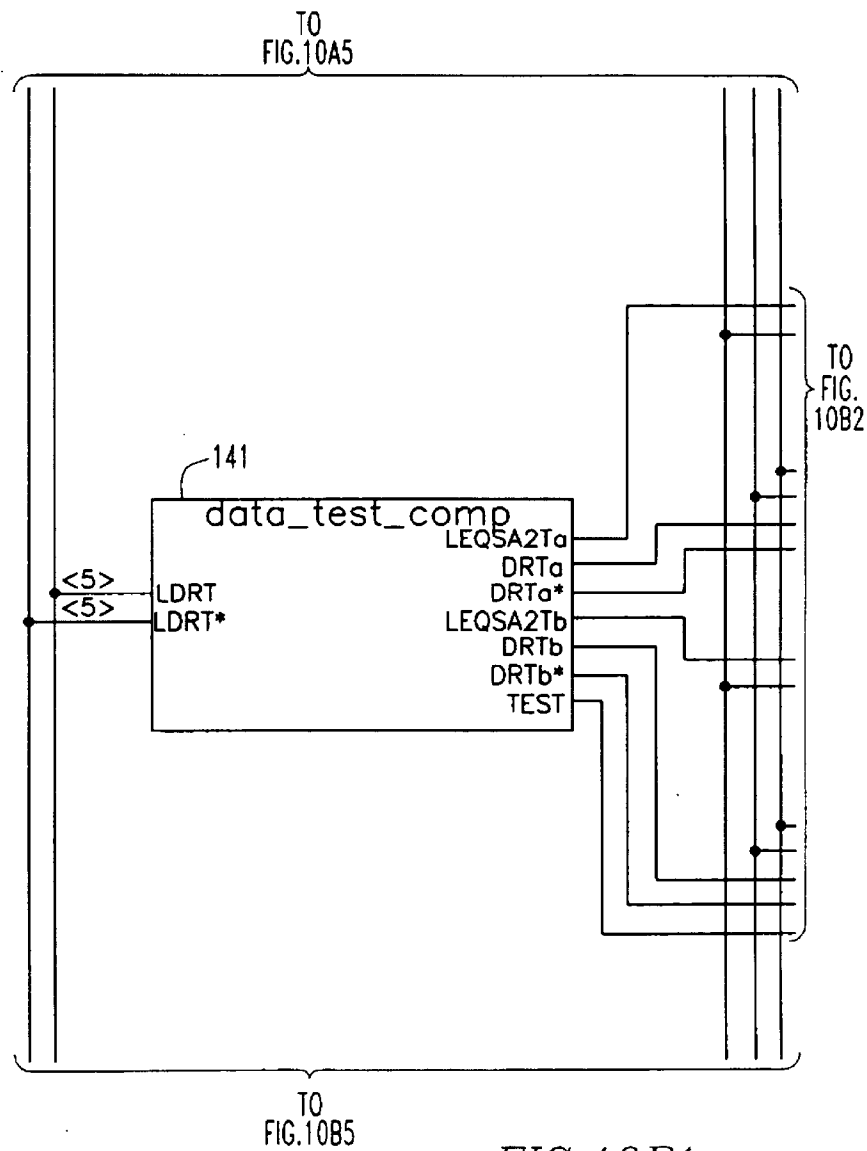 TO
FIG.10A5
TO
FIG.
10B2
141
data_test_comp
LEQSA2Ta
DRTa
<5>
LDRT
DRTa*
<5>
LDRT*
LEQSA2Tb
DRTb
DRTb*
TEST
TO
FIG.10B5